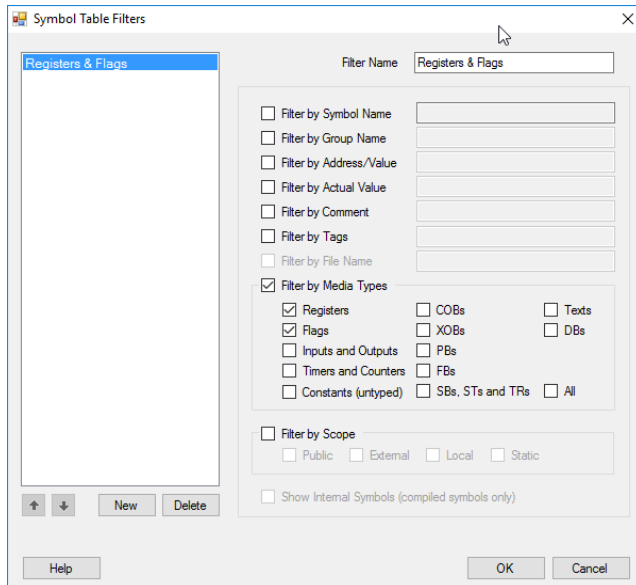 Symbol Table Filters
Registers & Flags
Filter Name
Registers & Flags
Filter by Symbol Name
Filter by Group Name
Filter by Address/Value
Filter by Actual Value
Filter by Comment
Filter by Tags
Filter by File Name
Filter by Media Types
Registers COBs Texts
Flags XOBs DBs
Inputs and Outputs PBs
Timers and Counters FBs
Constants (untyped) SBs, STs and TRs All
Filter by Scope
Public External Local Static
New Delete
Show Internal Symbols (compiled symbols only)
Help OK Cancel